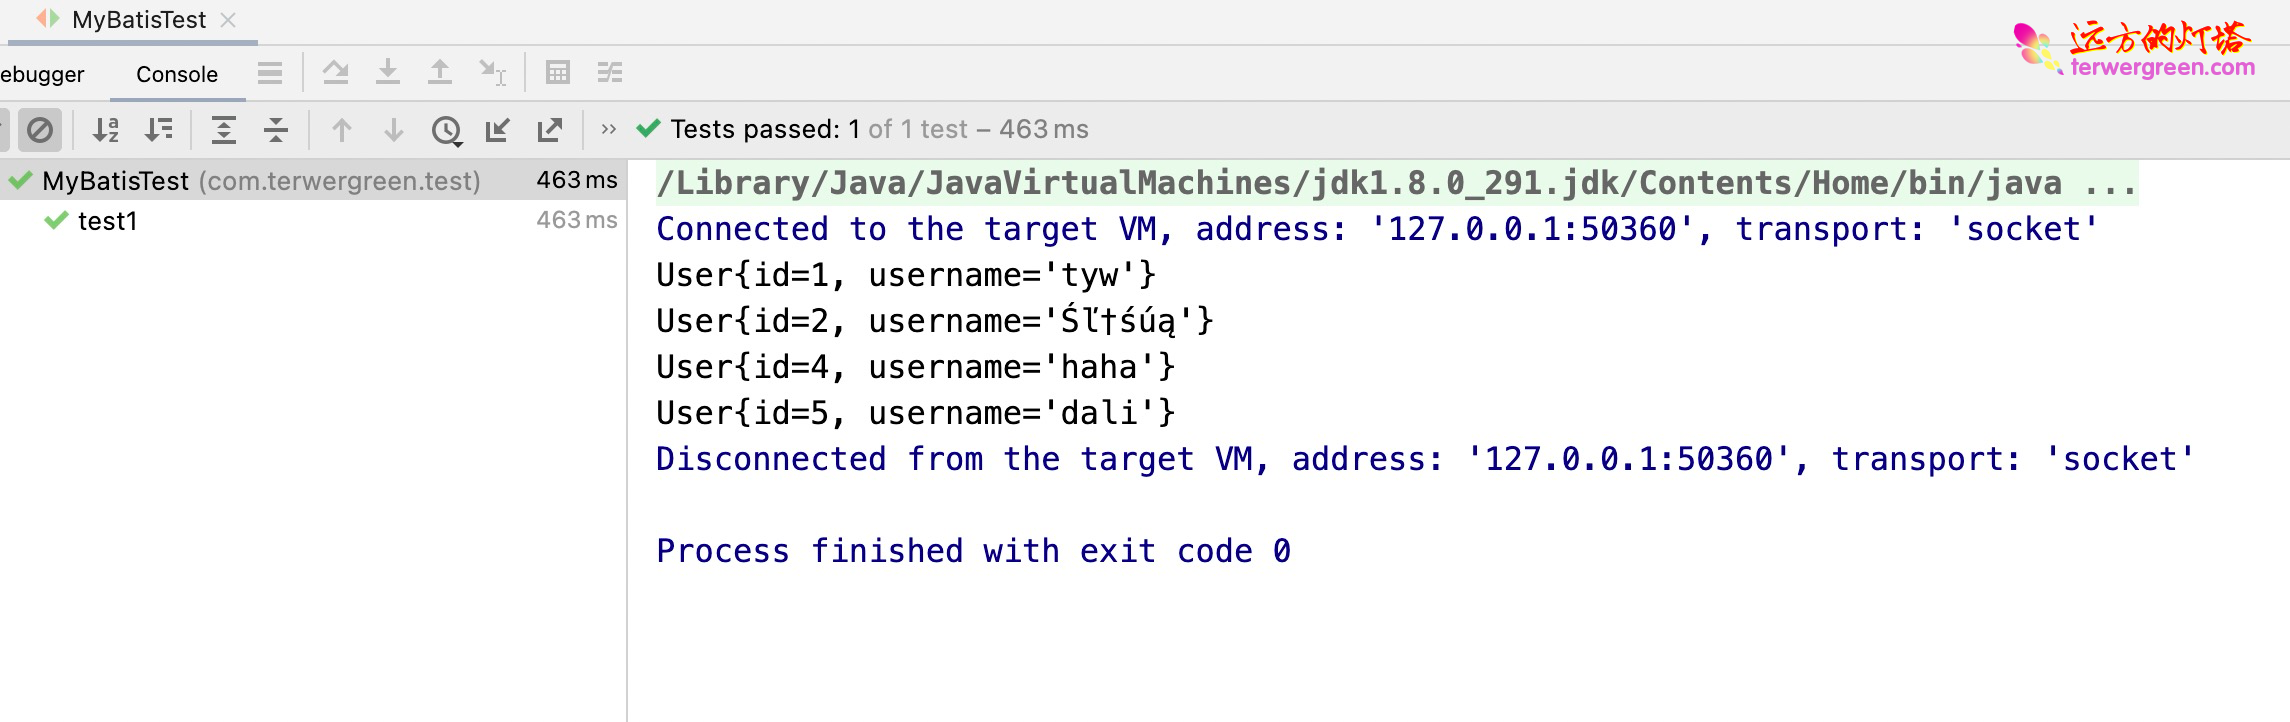 MyBatisTest
远方的灯塔
terwergreen.com
ebugger Console
Tests passed: 1 of 1 test – 463 ms
MyBatisTest (com.terwergreen.test) 463 ms
test1 463 ms
/Library/Java/JavaVirtualMachines/jdk1.8.0_291.jdk/Contents/Home/bin/java ...
Connected to the target VM, address: '127.0.0.1:50360', transport: 'socket'
User{id=1, username='tyw'}
User{id=2, username='Śľ†śúą'}
User{id=4, username='haha'}
User{id=5, username='dali'}
Disconnected from the target VM, address: '127.0.0.1:50360', transport: 'socket'
Process finished with exit code 0